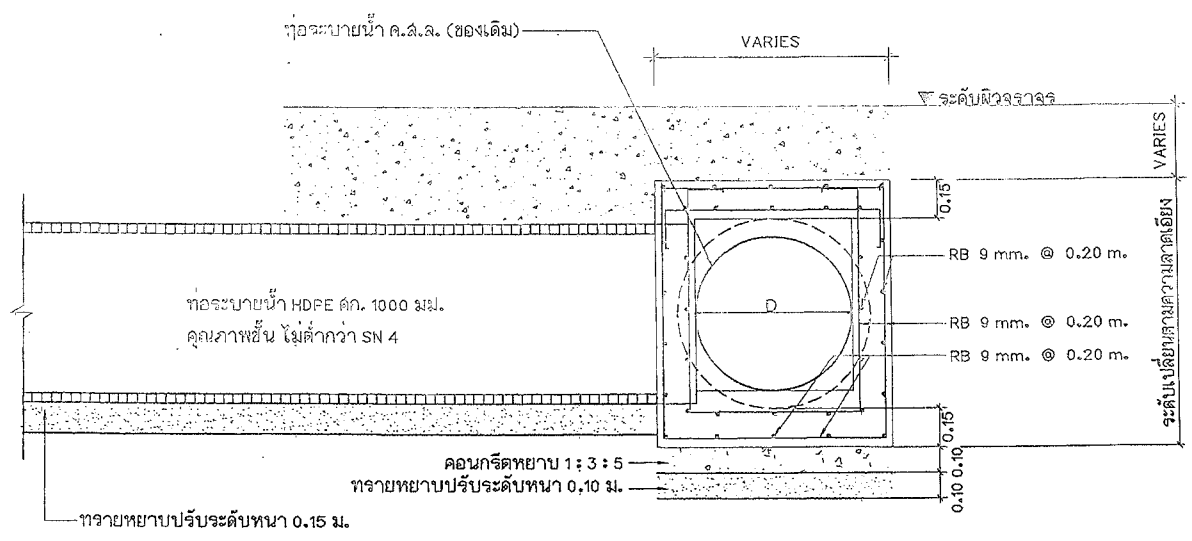 ท่อระบายน้ำ ค.ส.ล. (ของเดิม)
VARIES
ระดับผิวจราจร
VARIES
0.15
RB 9 mm. @ 0.20 m.
ท่อระบายน้ำ HDPE ศก. 1000 มม.
คุณภาพชั้น ไม่ต่ำกว่า SN 4
D
RB 9 mm. @ 0.20 m.
RB 9 mm. @ 0.20 m.
ระดับเปลี่ยนตามความลาดเอียง
0.15
คอนกรีตหยาบ 1 : 3 : 5
0.10
ทรายหยาบปรับระดับหนา 0.10 ม.
0.10
ทรายหยาบปรับระดับหนา 0.15 ม.